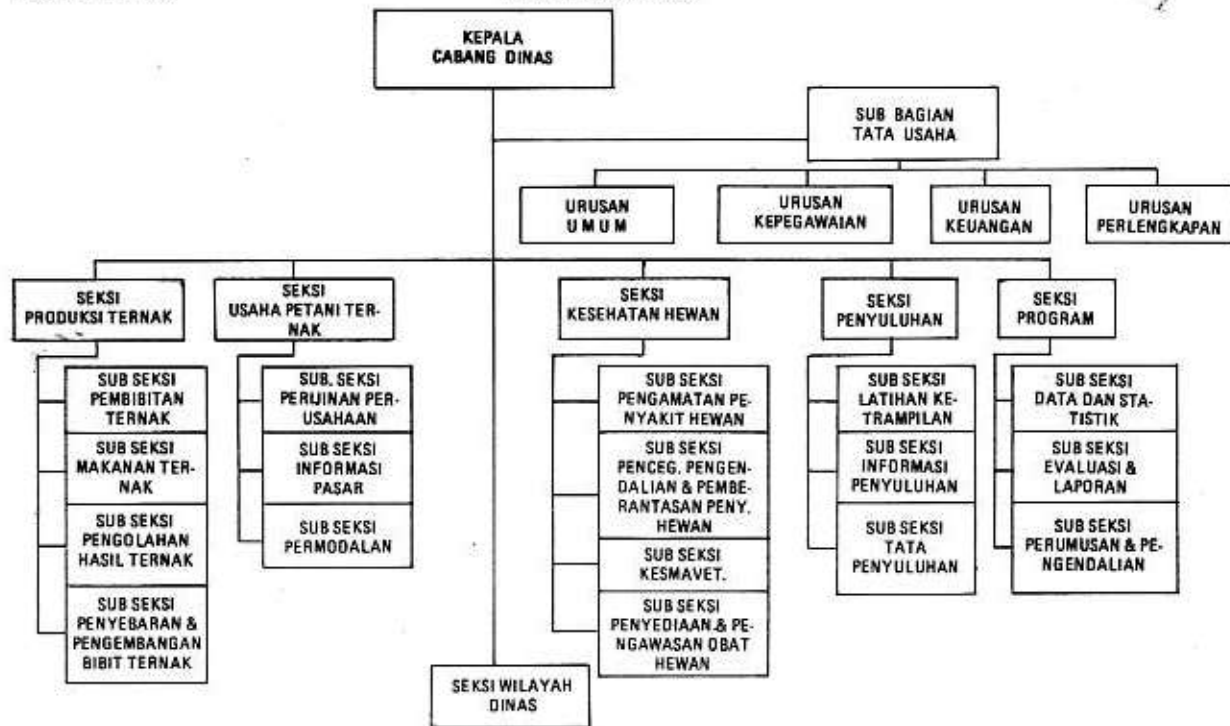 KEPALA
CABANG DINAS
SUB BAGIAN
TATA USAHA
URUSAN
U M U M
URUSAN
KEPEGAWAIAN
URUSAN
KEUANGAN
URUSAN
PERLENGKAPAN
SEKSI
PRODUKSI TERNAK
SEKSI
USAHA PETANI TER-
NAK
SEKSI
KESEHATAN HEWAN
SEKSI
PENYULUHAN
SEKSI
PROGRAM
SUB SEKSI
PEMBIBITAN
TERNAK
SUB SEKSI
MAKANAN TER-
NAK
SUB SEKSI
PENGOLAHAN
HASIL TERNAK
SUB SEKSI
PENYEBARAN &
PENGEMBANGAN
BIBIT TERNAK
SUB. SEKSI
PERIJINAN PER-
USAHAAN
SUB SEKSI
INFORMASI
PASAR
SUB SEKSI
PERMODALAN
SUB SEKSI
PENGAMATAN PE-
NYAKIT HEWAN
SUB SEKSI
PENCEG. PENGEN-
DALIAN & PEMBE-
RANTASAN PENY.
HEWAN
SUB SEKSI
KESMAVET.
SUB SEKSI
PENYEDIAAN & PE-
NGAWASAN OBAT
HEWAN
SUB SEKSI
LATIHAN KE-
TRAMPILAN
SUB SEKSI
INFORMASI
PENYULUHAN
SUB SEKSI
TATA
PENYULUHAN
SUB SEKSI
DATA DAN STA-
TISTIK
SUB SEKSI
EVALUASI &
LAPORAN
SUB SEKSI
PERUMUSAN & PE-
NGENDALIAN
SEKSI WILAYAH
DINAS